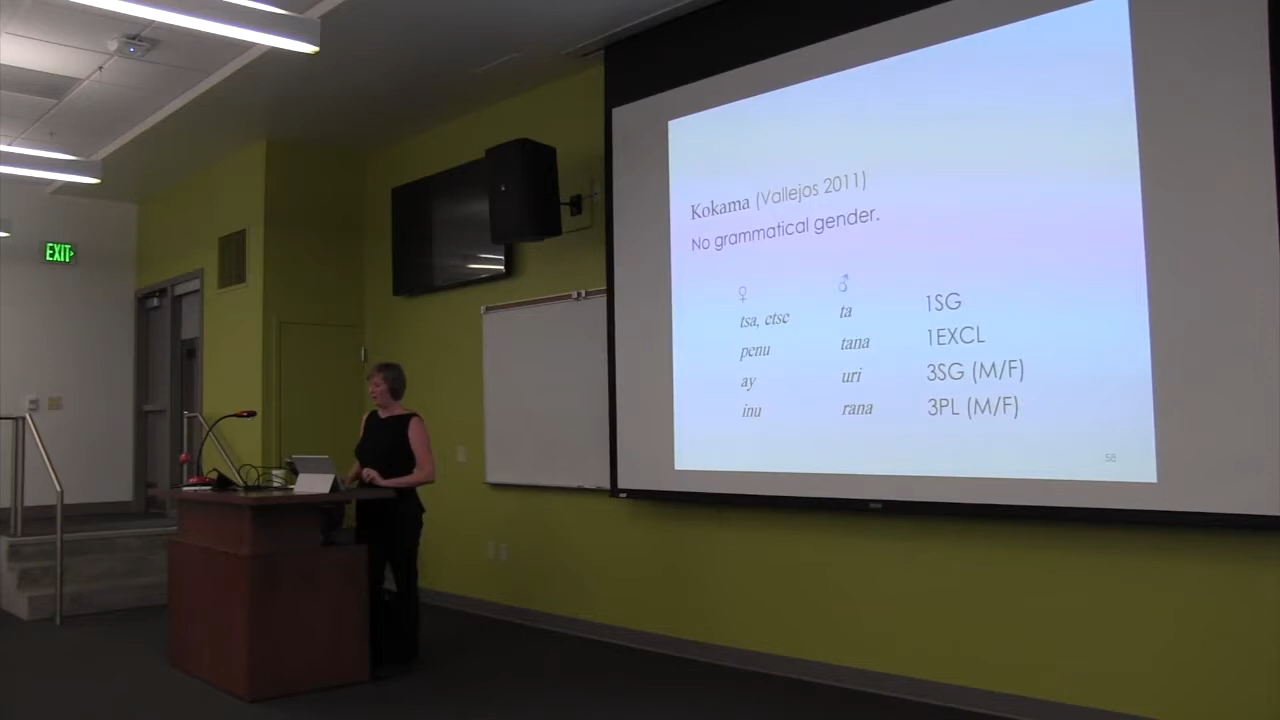 EXIT
Kokama (Vallejos 2011)
No grammatical gender.
♀ ♂
tsa, etse ta 1SG
penu tana 1EXCL
ay uri 3SG (M/F)
inu rana 3PL (M/F)
58